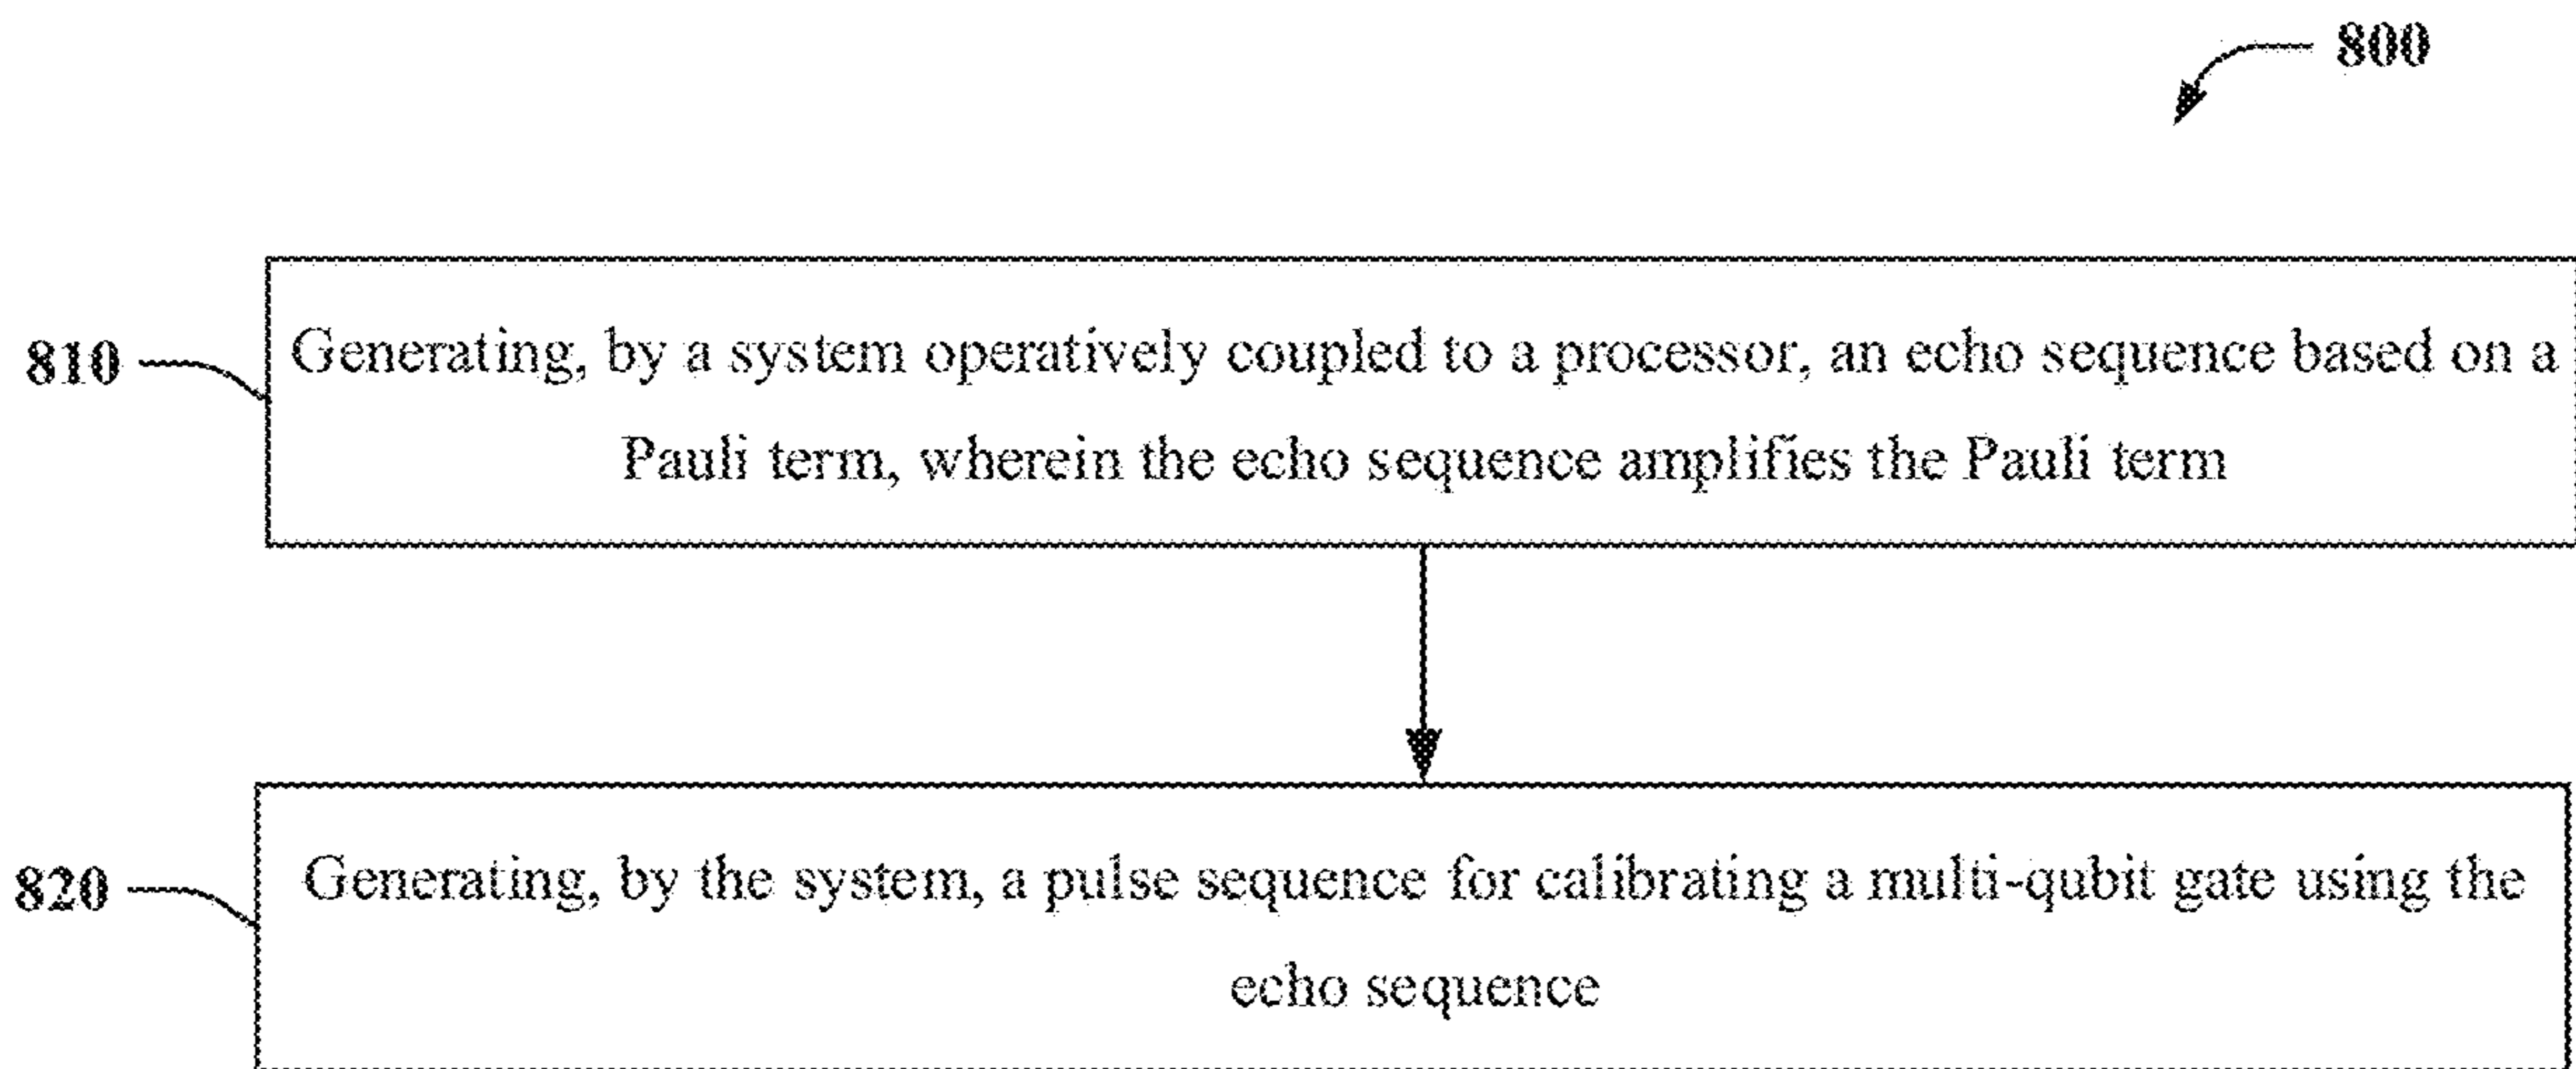 800
810
Generating, by a system operatively coupled to a processor, an echo sequence based on a
Pauli term, wherein the echo sequence amplifies the Pauli term
820
Generating, by the system, a pulse sequence for calibrating a multi-qubit gate using the
echo sequence